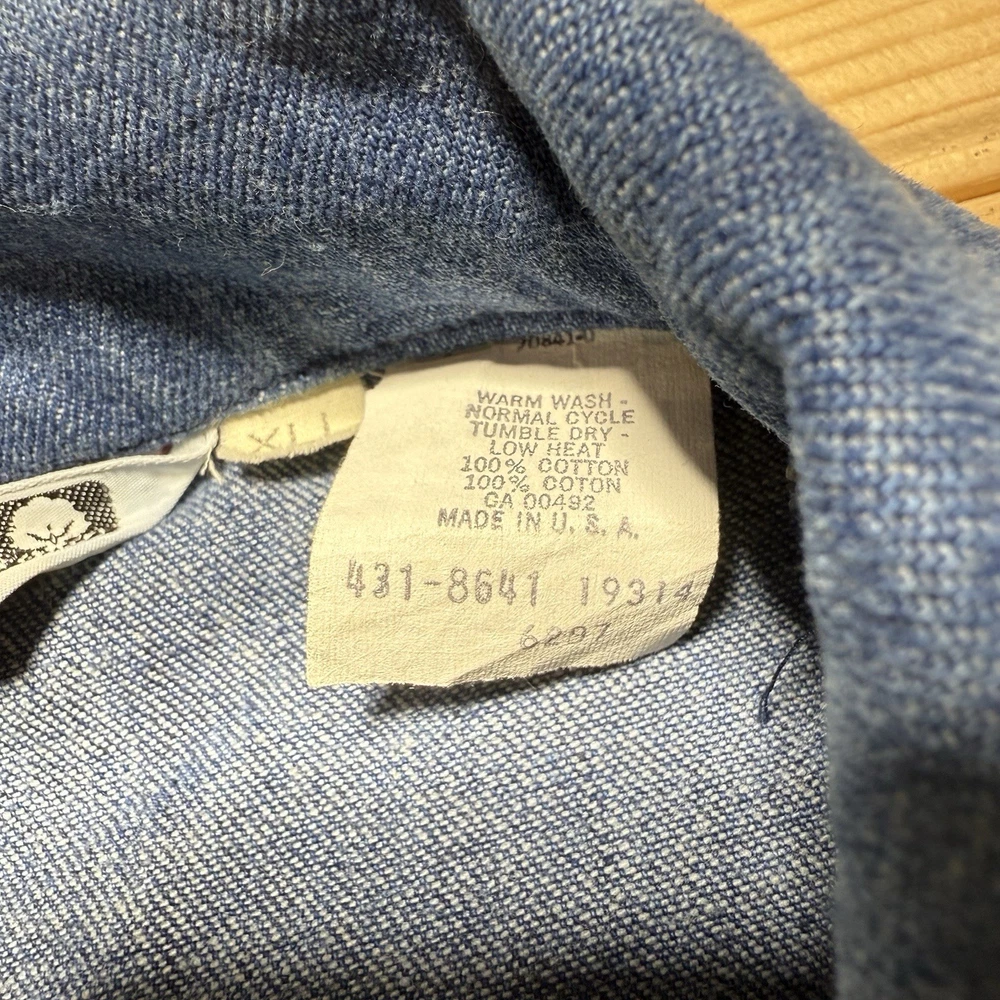 WARM WASH -
NORMAL CYCLE
TUMBLE DRY -
LOW HEAT
100% COTTON
100% COTON
CA 00492
MADE IN U. S. A.
431-8641 19314
6297